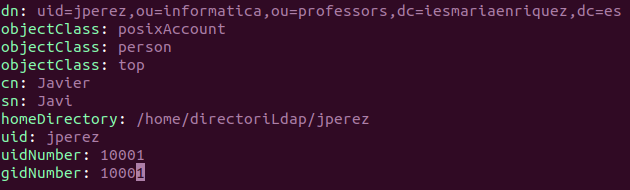 dn: uid=jperez,ou=informatica,ou=professors,dc=iesmariaenriquez,dc=es
objectClass: posixAccount
objectClass: person
objectClass: top
cn: Javier
sn: Javi
homeDirectory: /home/directoriLdap/jperez
uid: jperez
uidNumber: 10001
gidNumber: 10001